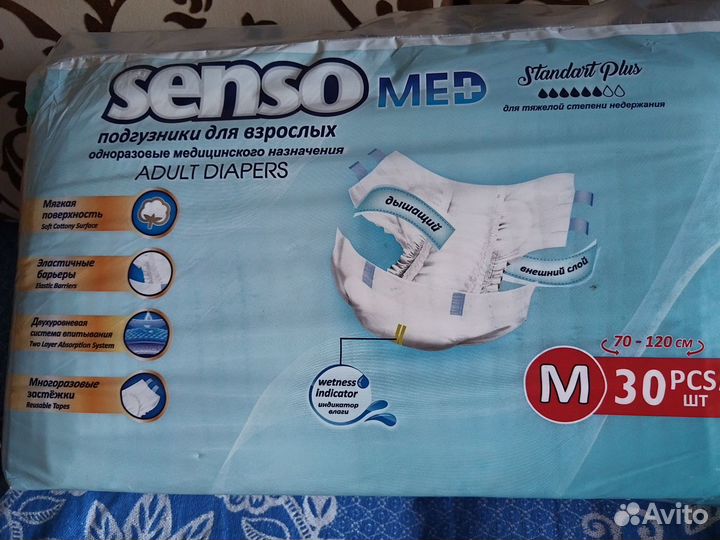 senso MED
Standart Plus
для тяжелой степени недержания
подгузники для взрослых
одноразовые медицинского назначения
ADULT DIAPERS
Мягкая
поверхность
Soft Cottony Surface
Эластичные
барьеры
Elastic Barriers
Двухуровневая
система впитывания
Two Layer Absorption System
Многоразовые
застёжки
Reusable Tapes
дышащий
внешний слой
wetness
indicator
индикатор
влаги
70 - 120 см
M 30 PCS.
шт
Avito